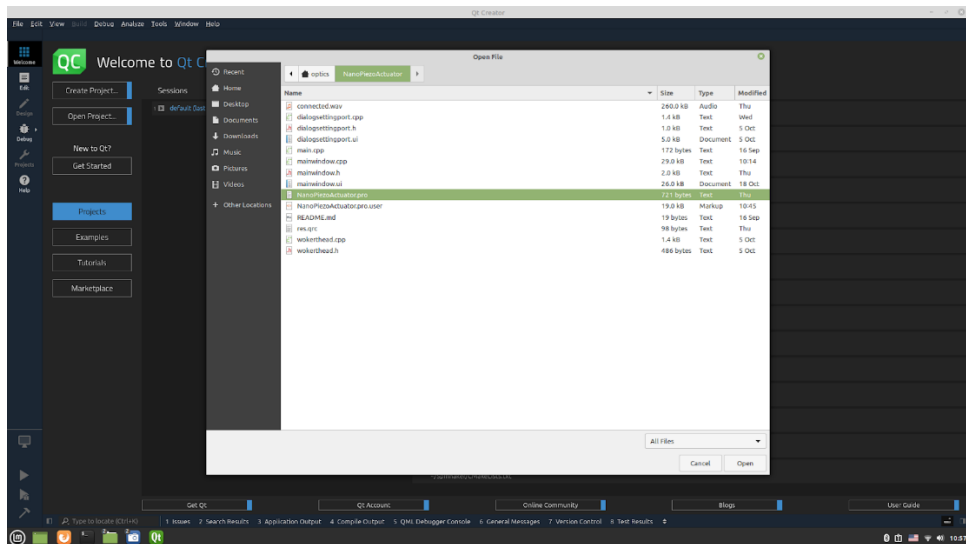 Qt Creator
File Edit View Build Debug Analyze Tools Window Help
Welcome
Edit
Design
Debug
Projects
Help
QC Welcome to Qt C
Create Project...
Open Project...
New to Qt?
Get Started
Projects
Examples
Tutorials
Marketplace
Sessions
1 default (last
Open File
Recent
Home
Desktop
Documents
Downloads
Music
Pictures
Videos
+ Other Locations
optics NanoPiezoActuator
Name Size Type Modified
connected.wav 260.0 kB Audio Thu
dialogsettingport.cpp 1.4 kB Text Wed
dialogsettingport.h 1.0 kB Text 5 Oct
dialogsettingport.ui 5.0 kB Document 5 Oct
main.cpp 172 bytes Text 16 Sep
mainwindow.cpp 29.0 kB Text 10:14
mainwindow.h 2.0 kB Text Thu
mainwindow.ui 26.0 kB Document 18 Oct
NanoPiezoActuator.pro 721 bytes Text Thu
NanoPiezoActuator.pro.user 19.0 kB Markup 10:45
README.md 19 bytes Text 16 Sep
res.qrc 98 bytes Text Thu
wokerthead.cpp 1.4 kB Text 5 Oct
wokerthead.h 486 bytes Text 5 Oct
All Files
Cancel Open
Get Qt
Qt Account
Online Community
Blogs
User Guide
Type to locate (Ctrl+K)
1 Issues 2 Search Results 3 Application Output 4 Compile Output 5 QML Debugger Console 6 General Messages 7 Version Control 8 Test Results
Qt
10:57